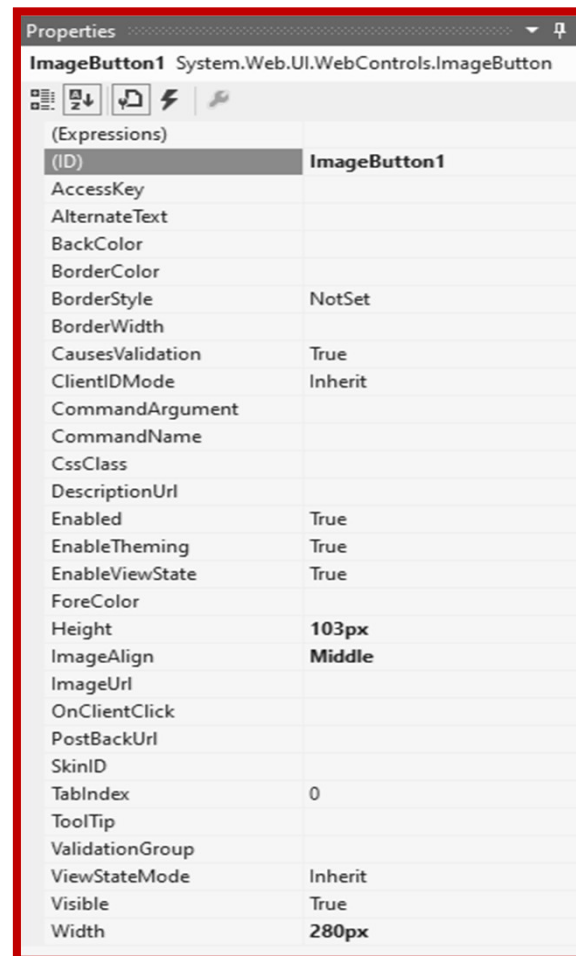 Properties
ImageButton1 System.Web.UI.WebControls.ImageButton
(Expressions)
(ID) ImageButton1
AccessKey
AlternateText
BackColor
BorderColor
BorderStyle NotSet
BorderWidth
CausesValidation True
ClientIDMode Inherit
CommandArgument
CommandName
CssClass
DescriptionUrl
Enabled True
EnableTheming True
EnableViewState True
ForeColor
Height 103px
ImageAlign Middle
ImageUrl
OnClientClick
PostBackUrl
SkinID
TabIndex 0
ToolTip
ValidationGroup
ViewStateMode Inherit
Visible True
Width 280px